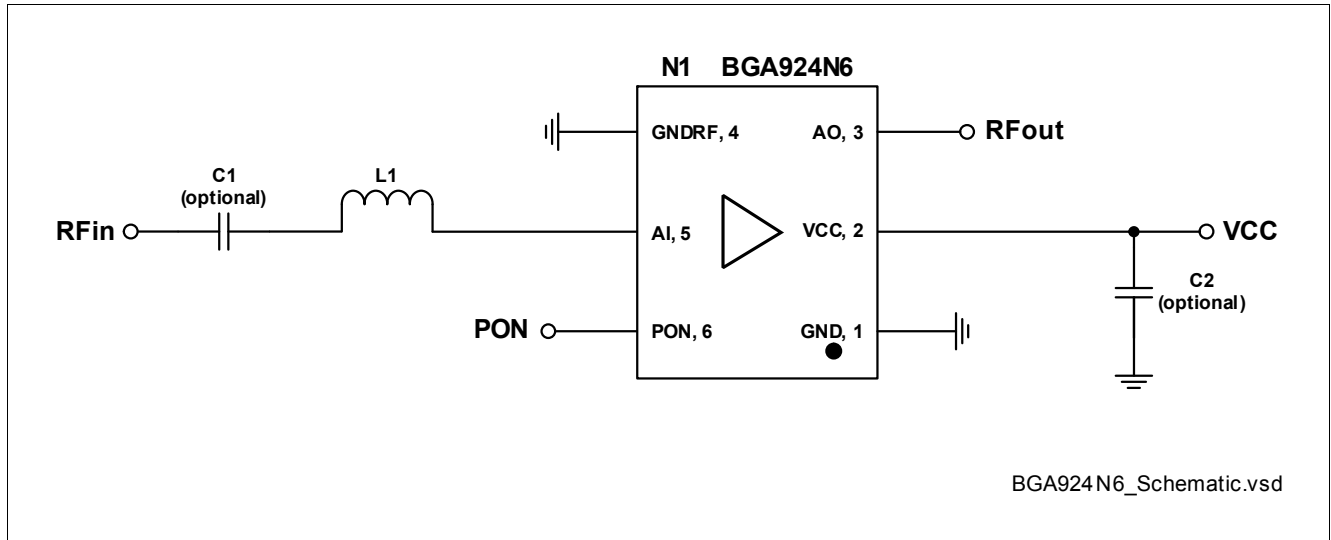 N1 BGA924N6
GNDRF, 4
AO, 3
RFout
C1
(optional)
L1
RFin
AI, 5
VCC, 2
VCC
C2
(optional)
PON
PON, 6
GND, 1
BGA924N6_Schematic.vsd